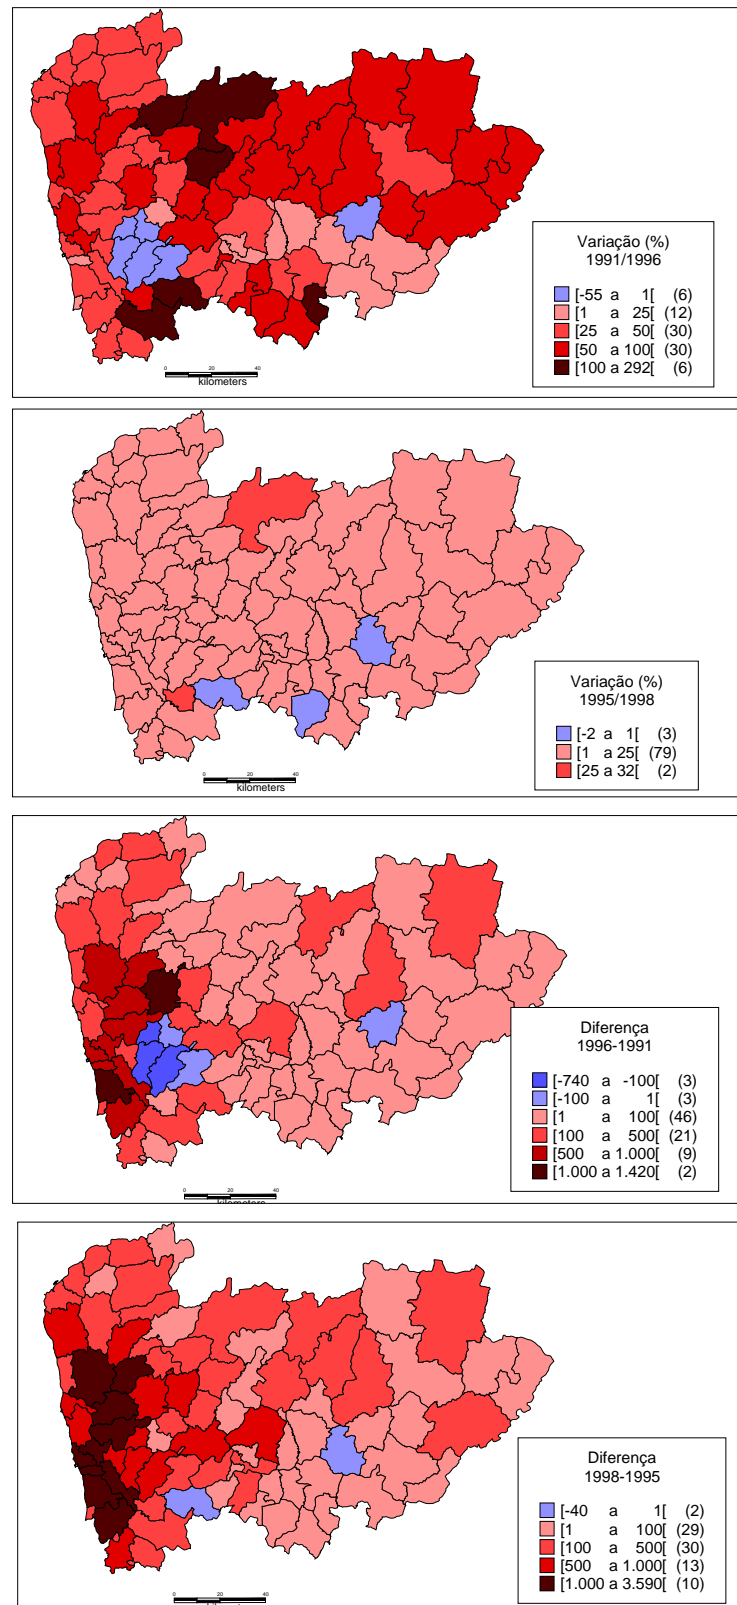 Variação (%)
1991/1996
[-55 a 1[ (6)
[1 a 25[ (12)
[25 a 50[ (30)
[50 a 100[ (30)
[100 a 292[ (6)
0 20 40
kilometers
Variação (%)
1995/1998
[-2 a 1[ (3)
[1 a 25[ (79)
[25 a 32[ (2)
0 20 40
kilometers
Diferença
1996-1991
[-740 a -100[ (3)
[-100 a 1[ (3)
[1 a 100[ (46)
[100 a 500[ (21)
[500 a 1.000[ (9)
[1.000 a 1.420[ (2)
0 20 40
kilometers
Diferença
1998-1995
[-40 a 1[ (2)
[1 a 100[ (29)
[100 a 500[ (30)
[500 a 1.000[ (13)
[1.000 a 3.590[ (10)
0 20 40